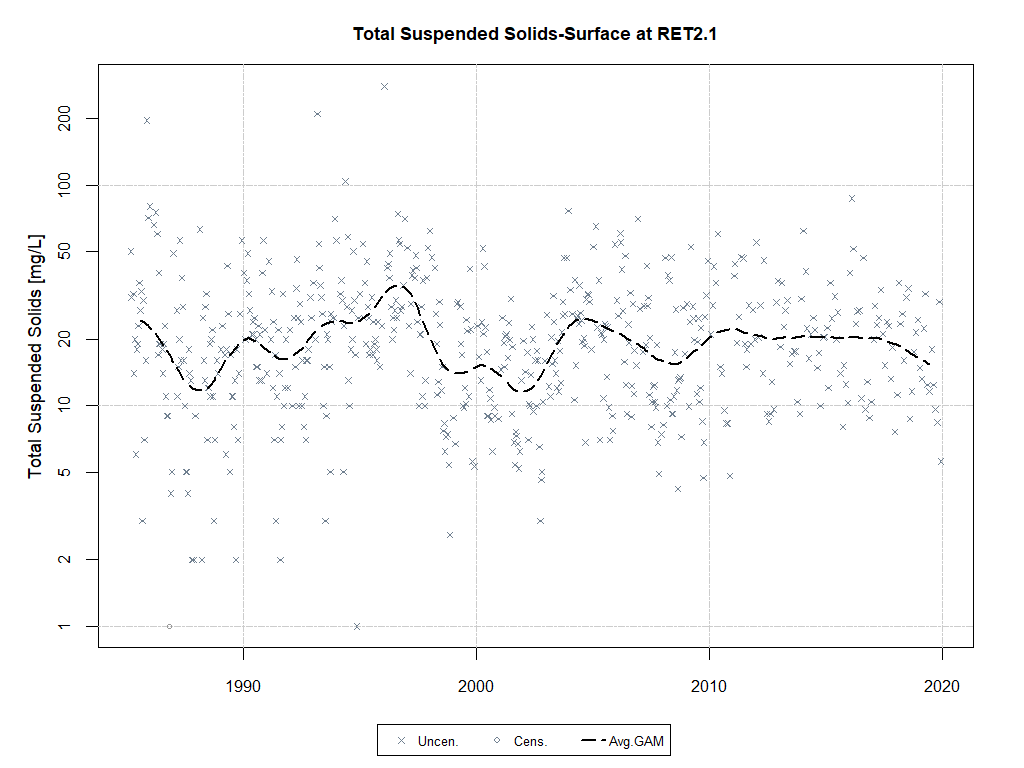 Total Suspended Solids-Surface at RET2.1
Total Suspended Solids [mg/L]
200
100
50
20
10
5
2
1
1990 2000 2010 2020
Uncen. Cens. Avg.GAM